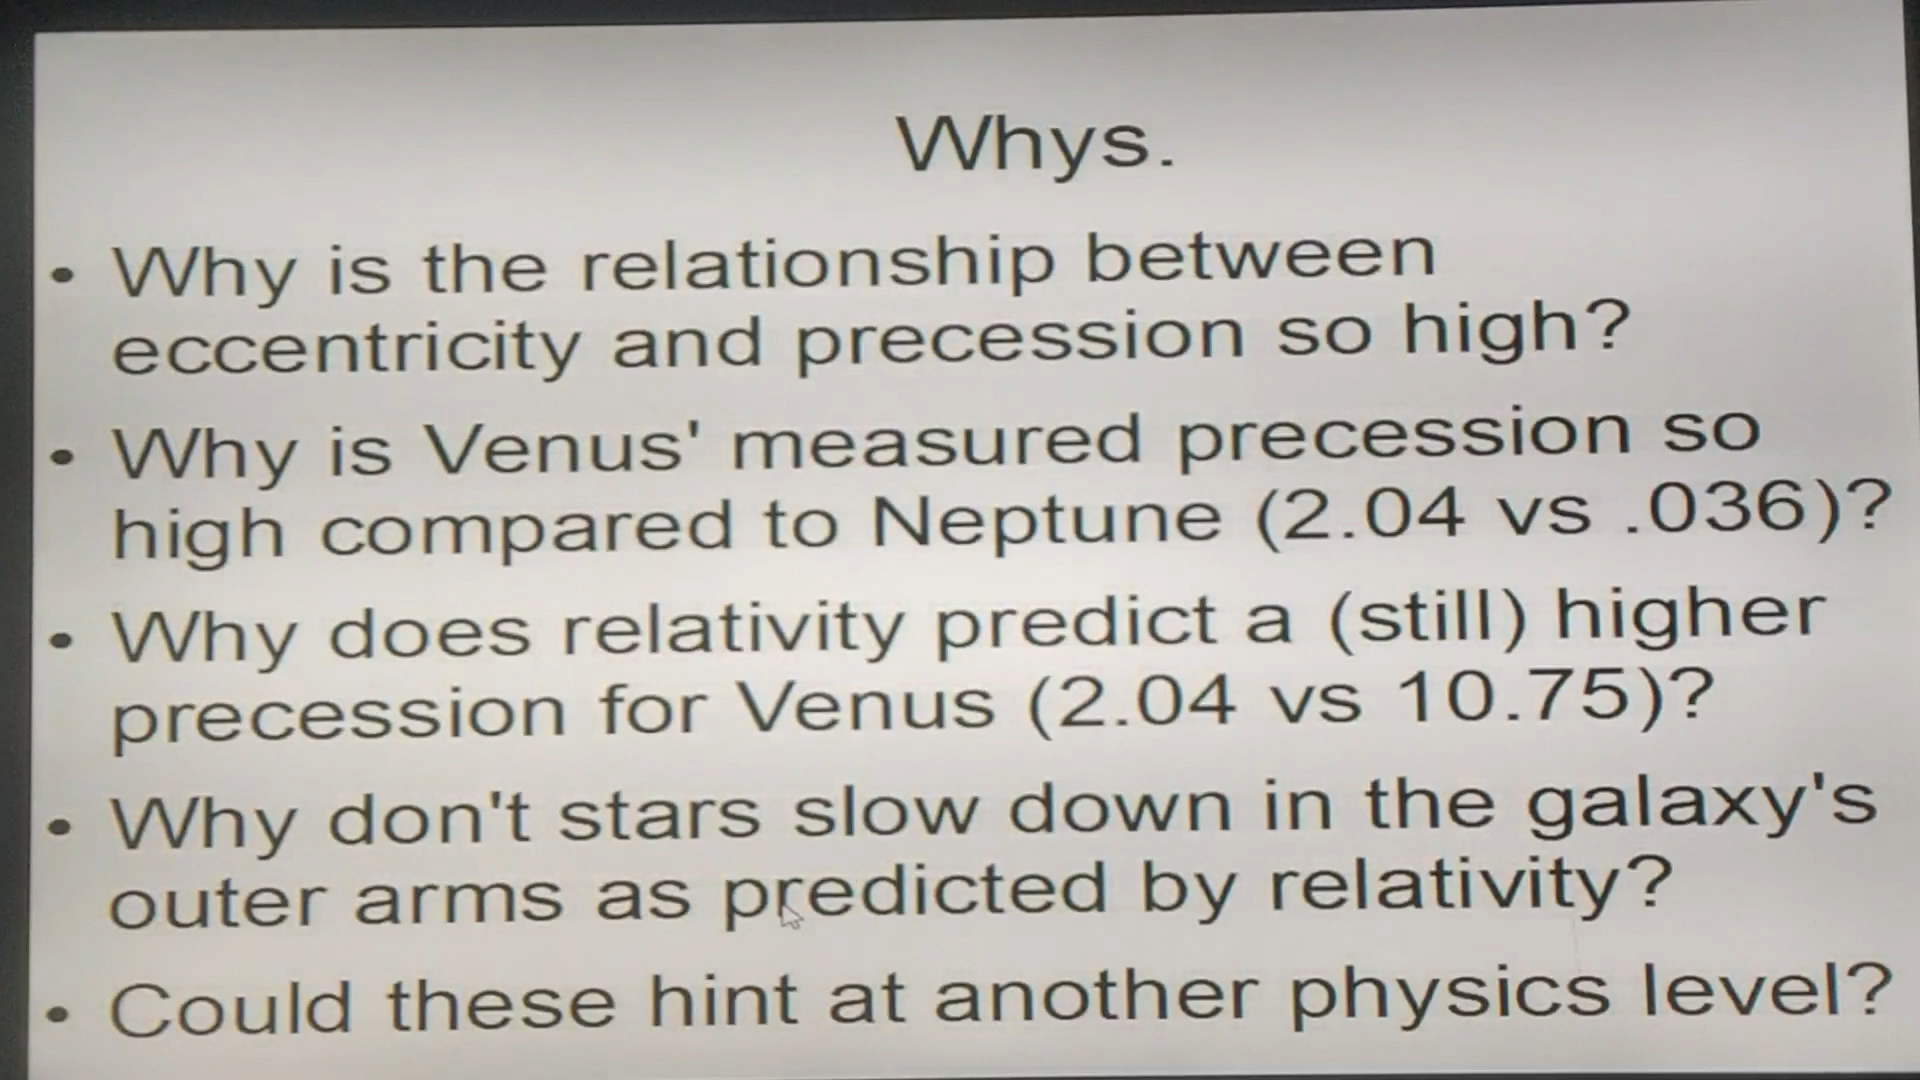 Whys.
• Why is the relationship between
eccentricity and precession so high?
• Why is Venus' measured precession so
high compared to Neptune (2.04 vs .036)?
• Why does relativity predict a (still) higher
precession for Venus (2.04 vs 10.75)?
• Why don't stars slow down in the galaxy's
outer arms as predicted by relativity?
• Could these hint at another physics level?